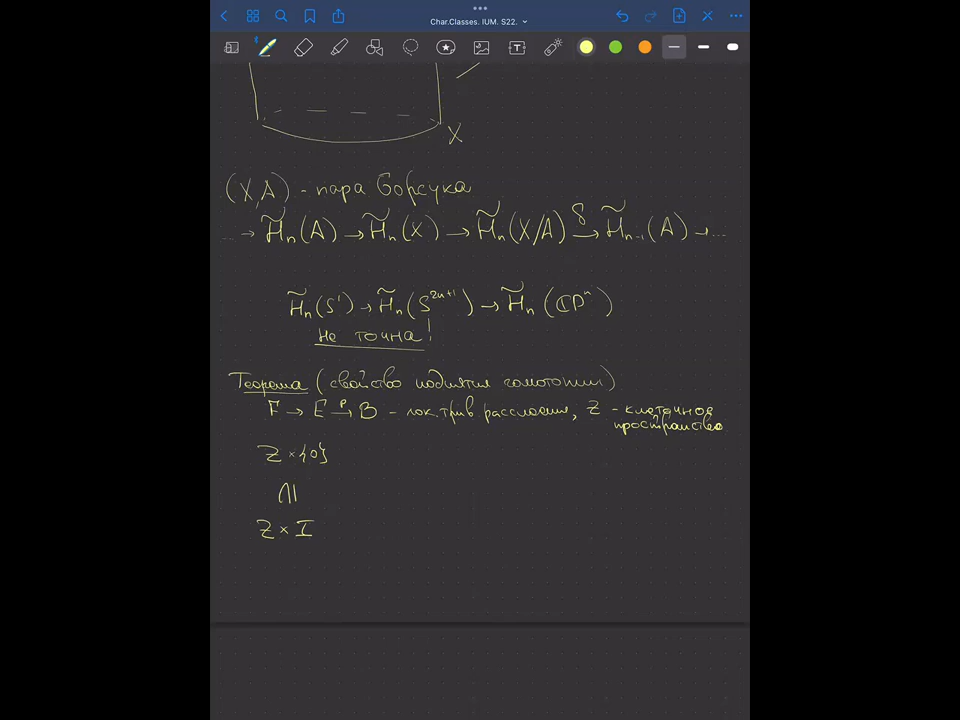 Char.Classes. IUM. S22.
X
(X,A) - пара Борсука
... → H̃ₙ(A) → H̃ₙ(X) → H̃ₙ(X/A) →^δ H̃ₙ₋₁(A) → ...
H̃ₙ(S¹) → H̃ₙ(S²ⁿ⁺¹) → H̃ₙ(ℂPⁿ)
Не точна!
Теорема (свойство поднятия гомотопии)
F → E →^p B - лок. трив. расслоение, Z - клеточное
пространство
Z × {0}
∩|
Z × I